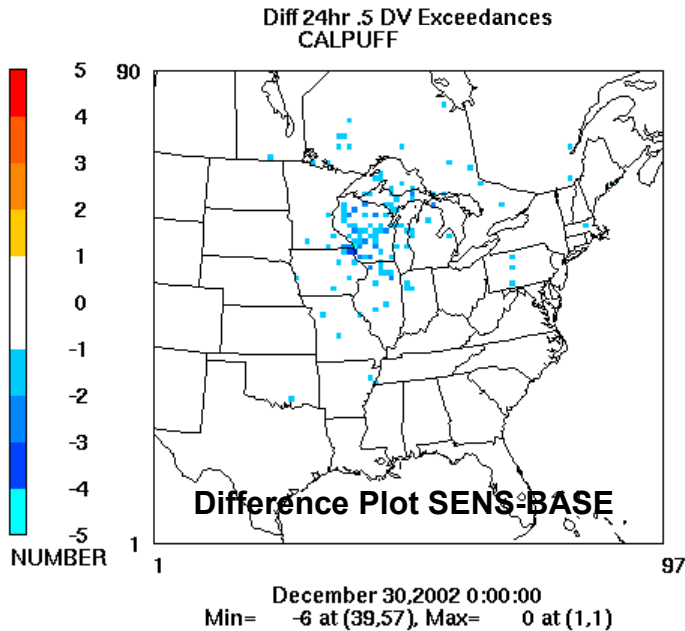 Diff 24hr .5 DV Exceedances
CALPUFF
5
4
3
2
1
0
-1
-2
-3
-4
-5
NUMBER
90
1
1
97
Difference Plot SENS-BASE
December 30,2002 0:00:00
Min= -6 at (39,57), Max= 0 at (1,1)